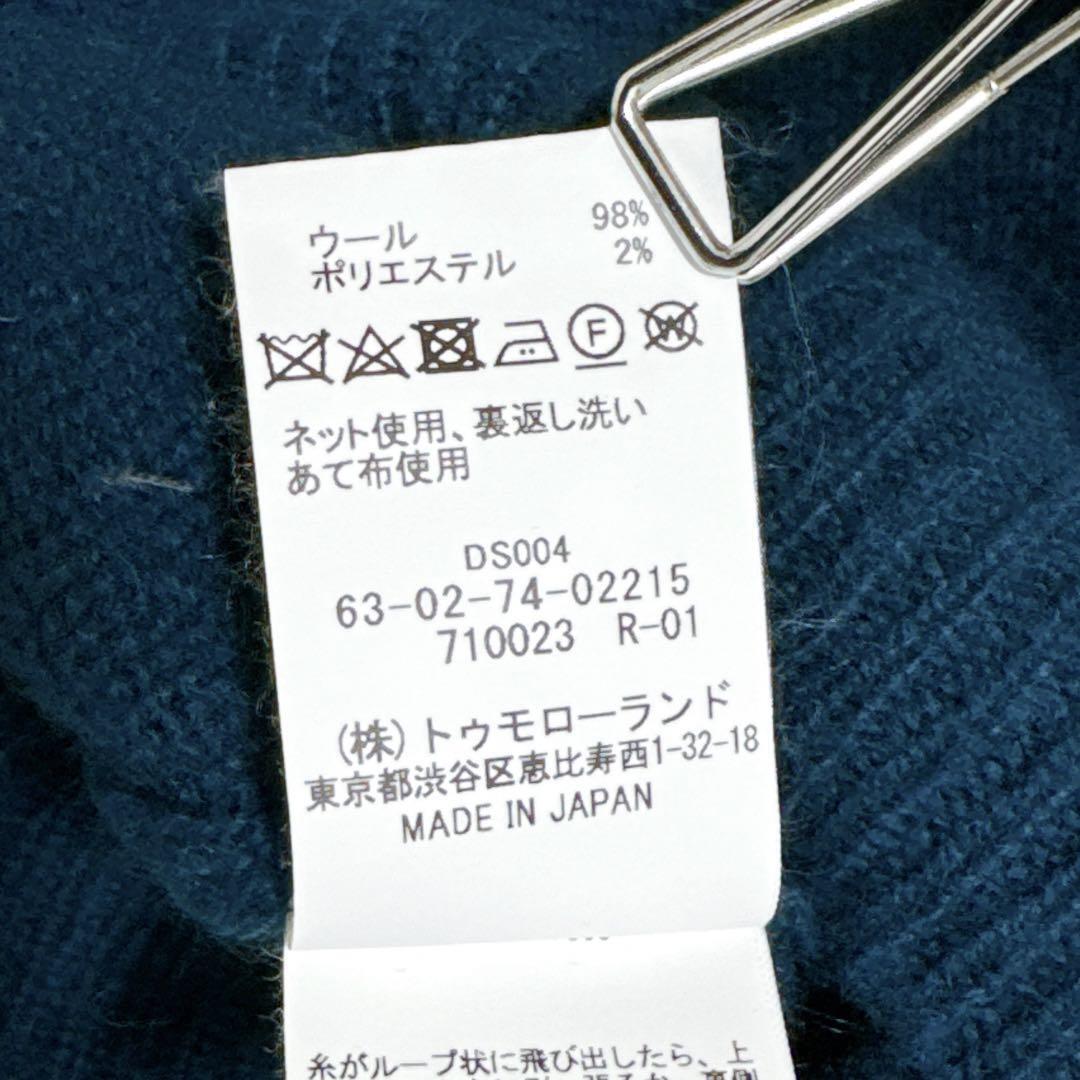 ウール 98%
ポリエステル 2%
F W
ネット使用、裏返し洗い
あて布使用
DS004
63-02-74-02215
710023 R-01
(株)トゥモローランド
東京都渋谷区恵比寿西1-32-18
MADE IN JAPAN
糸がループ状に飛び出したら、上